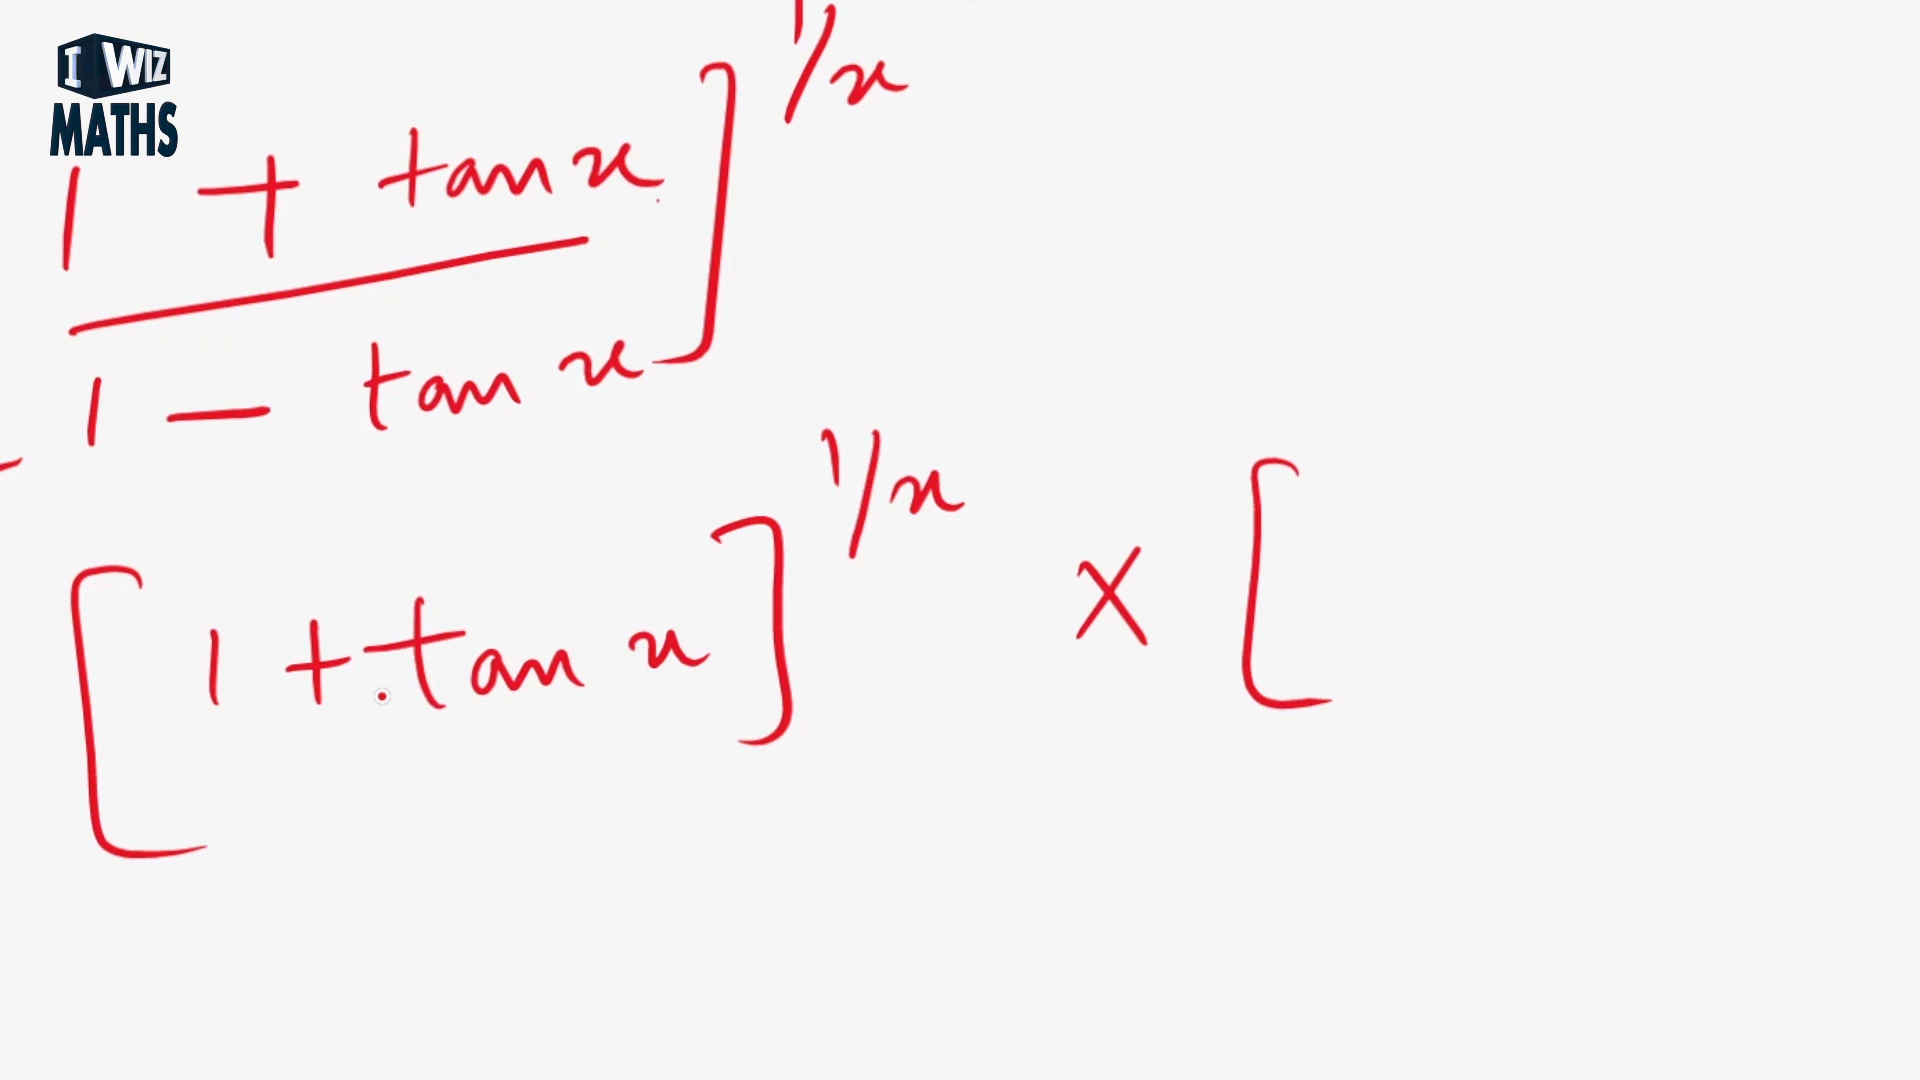 I WIZ
MATHS
1 + tan x ] 1/x
1 - tan x
[ 1 + tan x ] 1/x × [